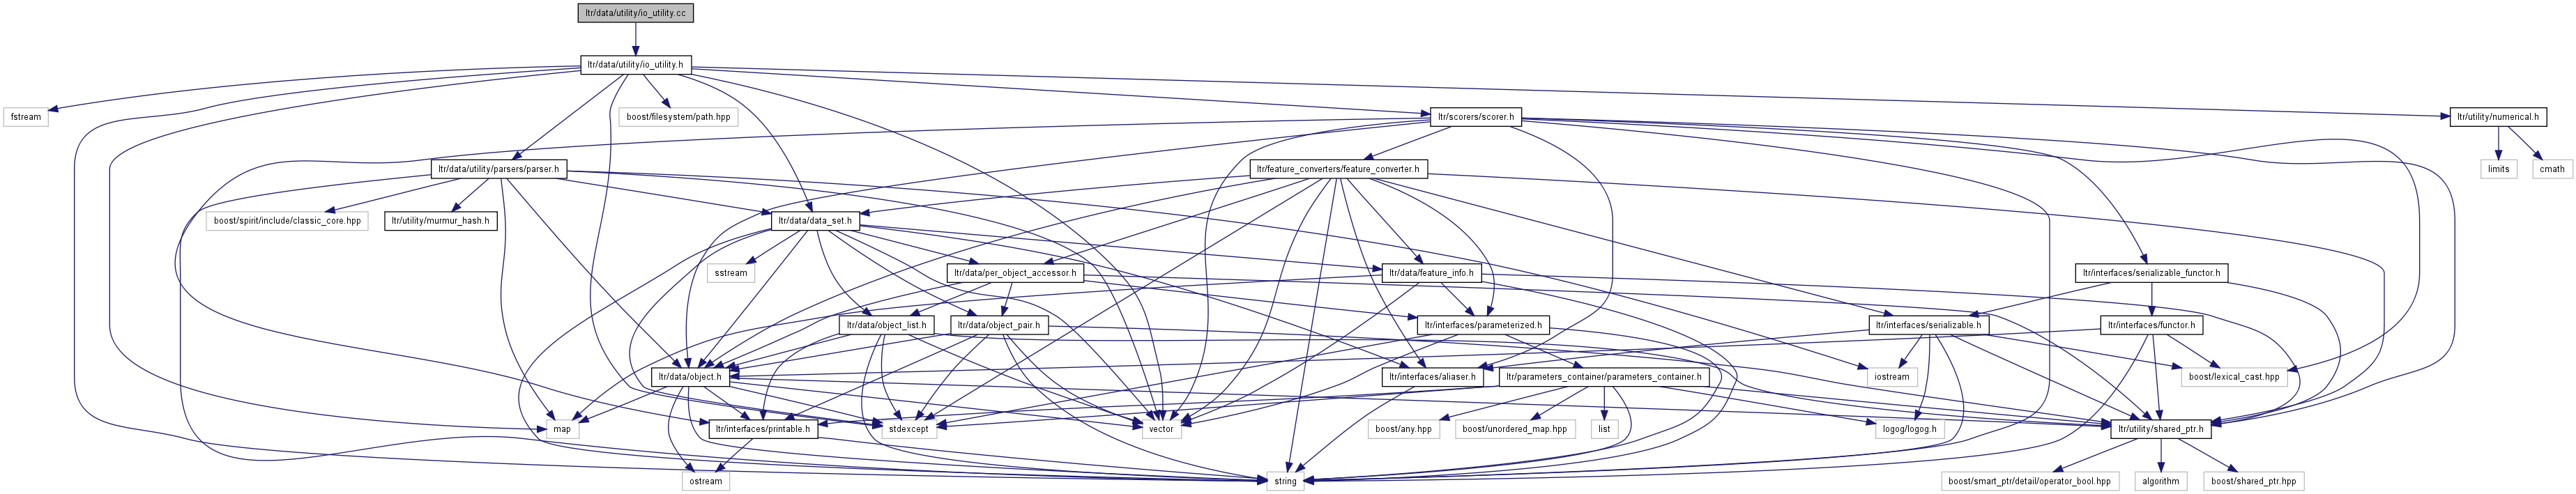 ltr/data/utility/io_utility.cc
ltr/data/utility/io_utility.h
fstream
boost/filesystem/path.hpp
ltr/scorers/scorer.h
ltr/utility/numerical.h
ltr/data/utility/parsers/parser.h
ltr/feature_converters/feature_converter.h
limits
cmath
boost/spirit/include/classic_core.hpp
ltr/utility/murmur_hash.h
ltr/data/data_set.h
sstream
ltr/data/per_object_accessor.h
ltr/data/feature_info.h
ltr/interfaces/serializable_functor.h
ltr/data/object_list.h
ltr/data/object_pair.h
ltr/interfaces/parameterized.h
ltr/interfaces/serializable.h
ltr/interfaces/functor.h
ltr/data/object.h
ltr/interfaces/aliaser.h
ltr/parameters_container/parameters_container.h
iostream
boost/lexical_cast.hpp
map
ltr/interfaces/printable.h
stdexcept
vector
boost/any.hpp
boost/unordered_map.hpp
list
logog/logog.h
ltr/utility/shared_ptr.h
ostream
string
boost/smart_ptr/detail/operator_bool.hpp
algorithm
boost/shared_ptr.hpp